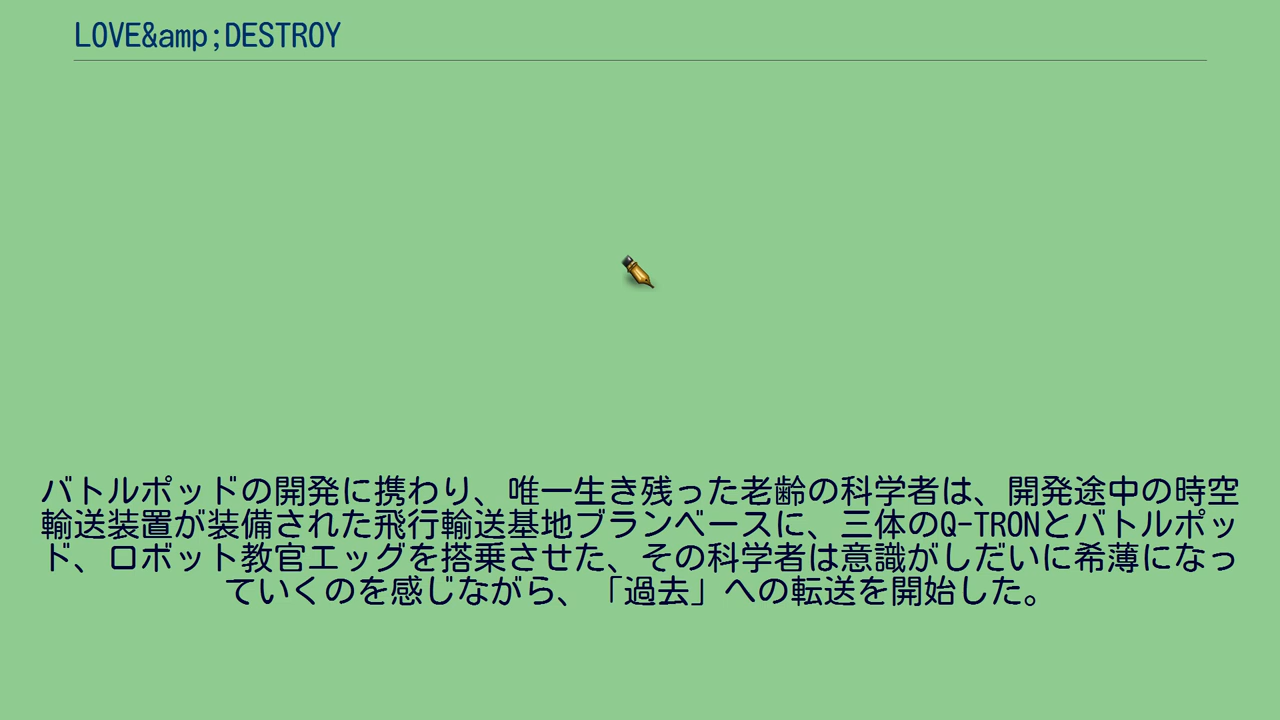 LOVE&amp;DESTROY
バトルポッドの開発に携わり、唯一生き残った老齢の科学者は、開発途中の時空
輸送装置が装備された飛行輸送基地ブランベースに、三体のQ-TRONとバトルポッ
ド、ロボット教官エッグを搭乗させた、その科学者は意識がしだいに希薄になっ
ていくのを感じながら、「過去」への転送を開始した。